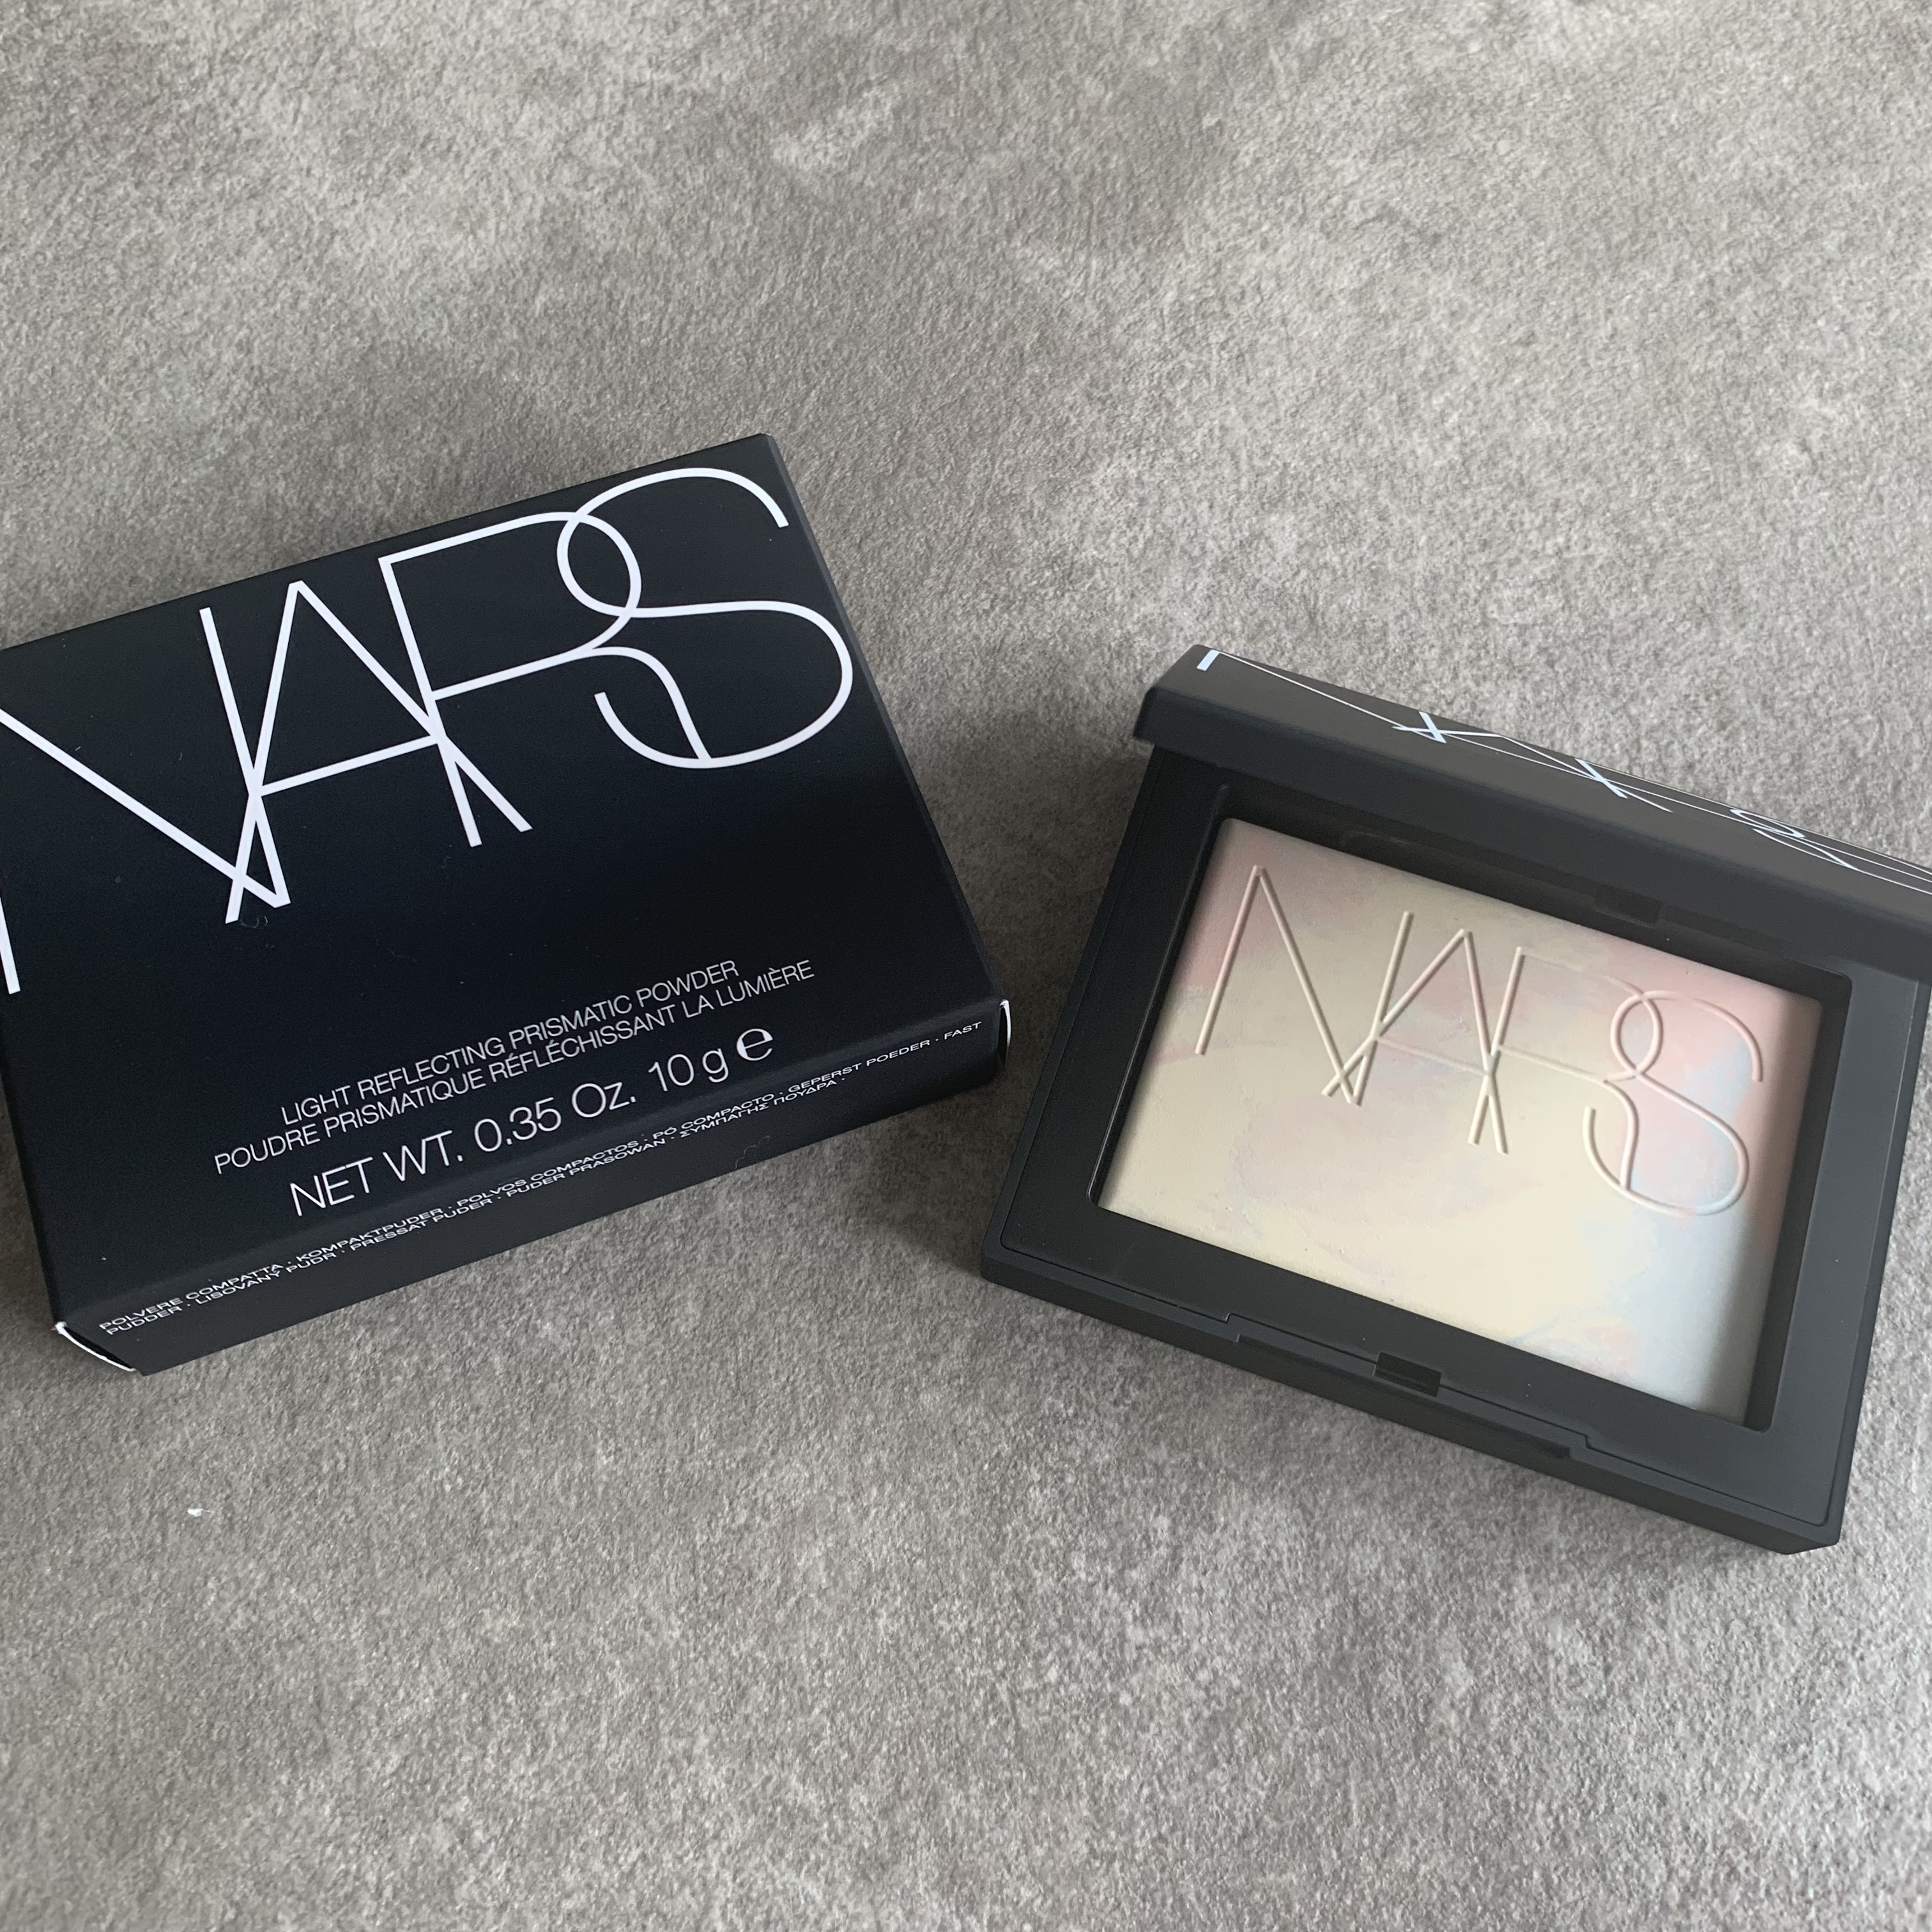 NARS
LIGHT REFLECTING PRISMATIC POWDER
POUDRE PRISMATIQUE RÉFLÉCHISSANT LA LUMIÈRE
NET WT. 0.35 Oz. 10 g ℮
POLVERE COMPATTA · KOMPAKTPUDER · POLVOS COMPACTOS · PÓ COMPACTO · GEPERST POEDER · FAST
PUDDER · LISOVANÝ PUDR · PRESSAT PUDER · PUDER PRASOWAN · ΣΥΜΠΑΓΗΣ ΠΟΥΔΡΑ ·
NARS
NARS